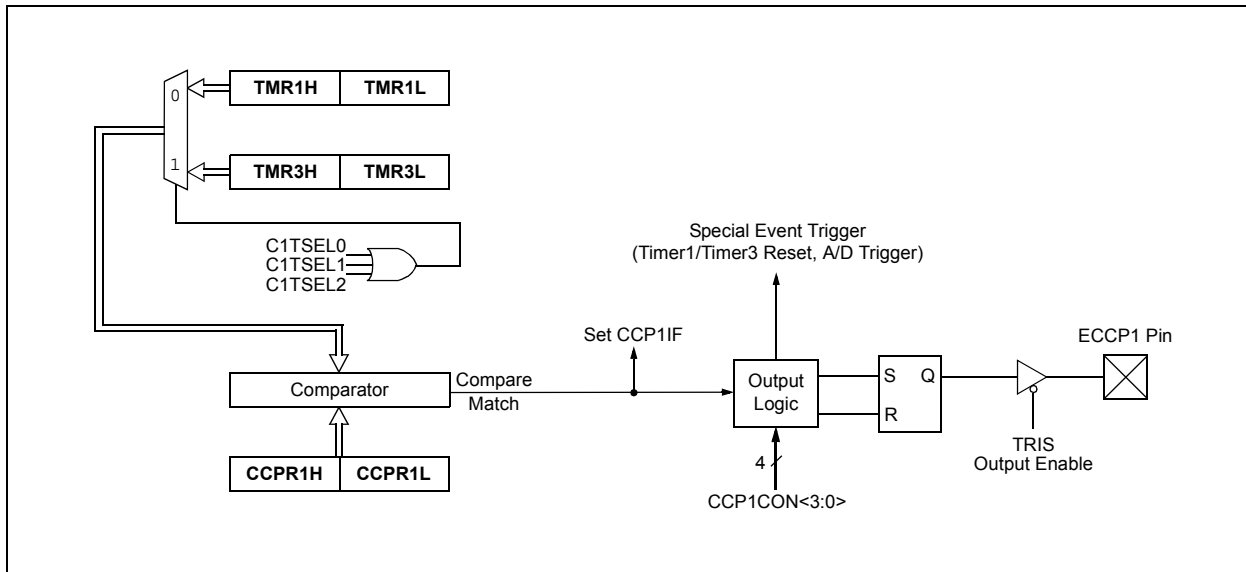 0
TMR1H TMR1L
1
TMR3H TMR3L
C1TSEL0
C1TSEL1
C1TSEL2
Special Event Trigger
(Timer1/Timer3 Reset, A/D Trigger)
Set CCP1IF
ECCP1 Pin
Comparator
Compare
Match
Output
Logic
S Q
R
TRIS
Output Enable
CCPR1H CCPR1L
4
CCP1CON<3:0>